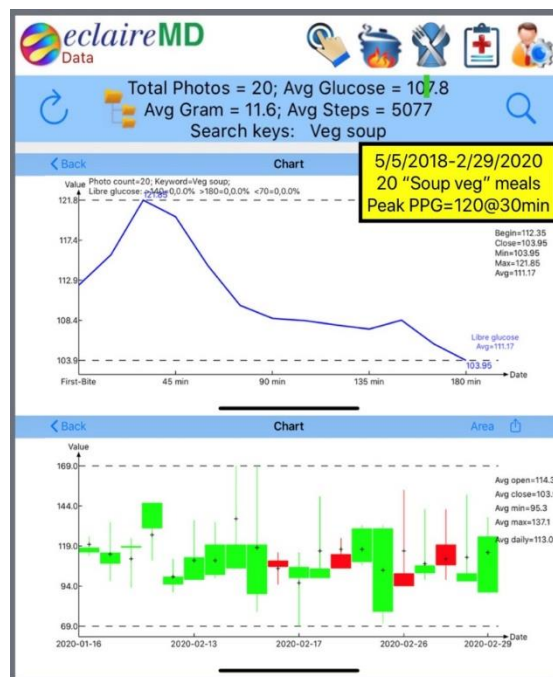 eclaireMD
Data
Total Photos = 20; Avg Glucose = 107.8
Avg Gram = 11.6; Avg Steps = 5077
Search keys: Veg soup
Back
Chart
5/5/2018-2/29/2020
20 "Soup veg" meals
Peak PPG=120@30min
Value
Photo count=20; Keyword=Veg soup;
Libre glucose: >140=0,0.0% >180=0,0.0% <70=0,0.0%
121.8
121.85
117.4
112.9
108.4
103.9
Begin=112.35
Close=103.95
Min=103.95
Max=121.85
Avg=111.17
Libre glucose
Avg=111.17
103.95
Date
First-Bite
45 min
90 min
135 min
180 min
Back
Chart
Area
Value
169.0
144.0
119.0
94.0
69.0
Avg open=114.3
Avg close=103.
Avg min=95.3
Avg max=137.1
Avg daily=113.0
Date
2020-01-16
2020-02-13
2020-02-17
2020-02-26
2020-02-29